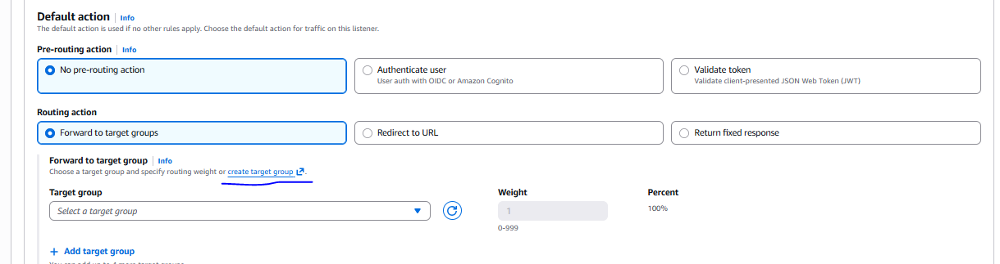 Default action Info
The default action is used if no other rules apply. Choose the default action for traffic on this listener.
Pre-routing action Info
No pre-routing action
Authenticate user
User auth with OIDC or Amazon Cognito
Validate token
Validate client-presented JSON Web Token (JWT)
Routing action
Forward to target groups
Redirect to URL
Return fixed response
Forward to target group Info
Choose a target group and specify routing weight or create target group.
Target group
Weight
Percent
Select a target group
1
100%
0-999
+ Add target group